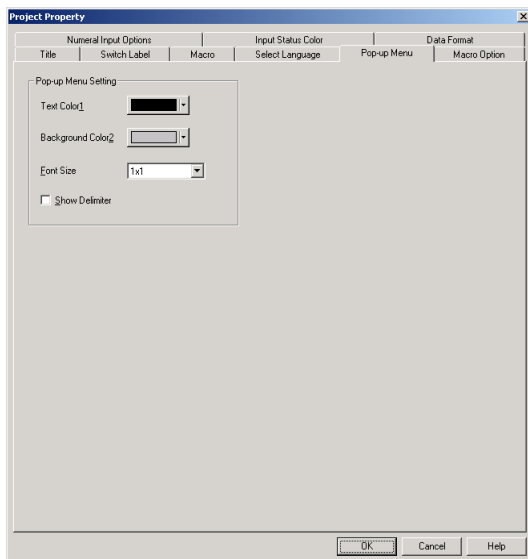 Project Property
Numeral Input Options Input Status Color Data Format
Title Switch Label Macro Select Language Pop-up Menu Macro Option
Pop-up Menu Setting
Text Color1
Background Color2
Font Size 1x1
Show Delimiter
OK Cancel Help